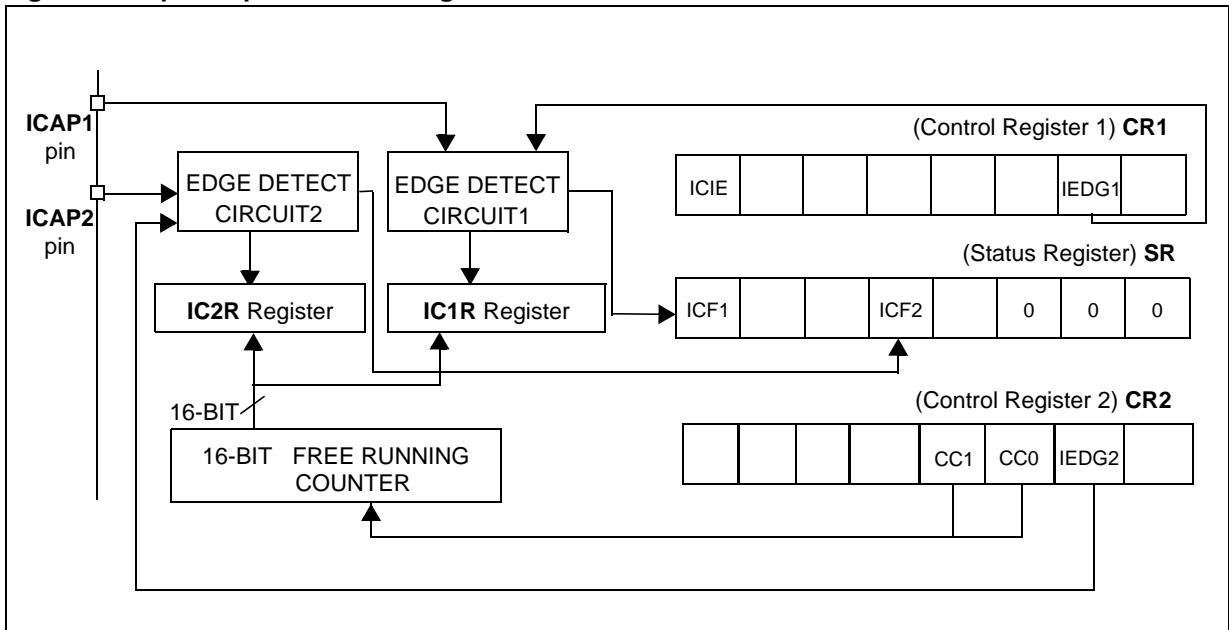 ICAP1
pin
ICAP2
pin
EDGE DETECT
CIRCUIT2
EDGE DETECT
CIRCUIT1
(Control Register 1) CR1
ICIE
IEDG1
(Status Register) SR
IC2R Register
IC1R Register
ICF1
ICF2
0
0
0
16-BIT
(Control Register 2) CR2
16-BIT FREE RUNNING
COUNTER
CC1
CC0
IEDG2